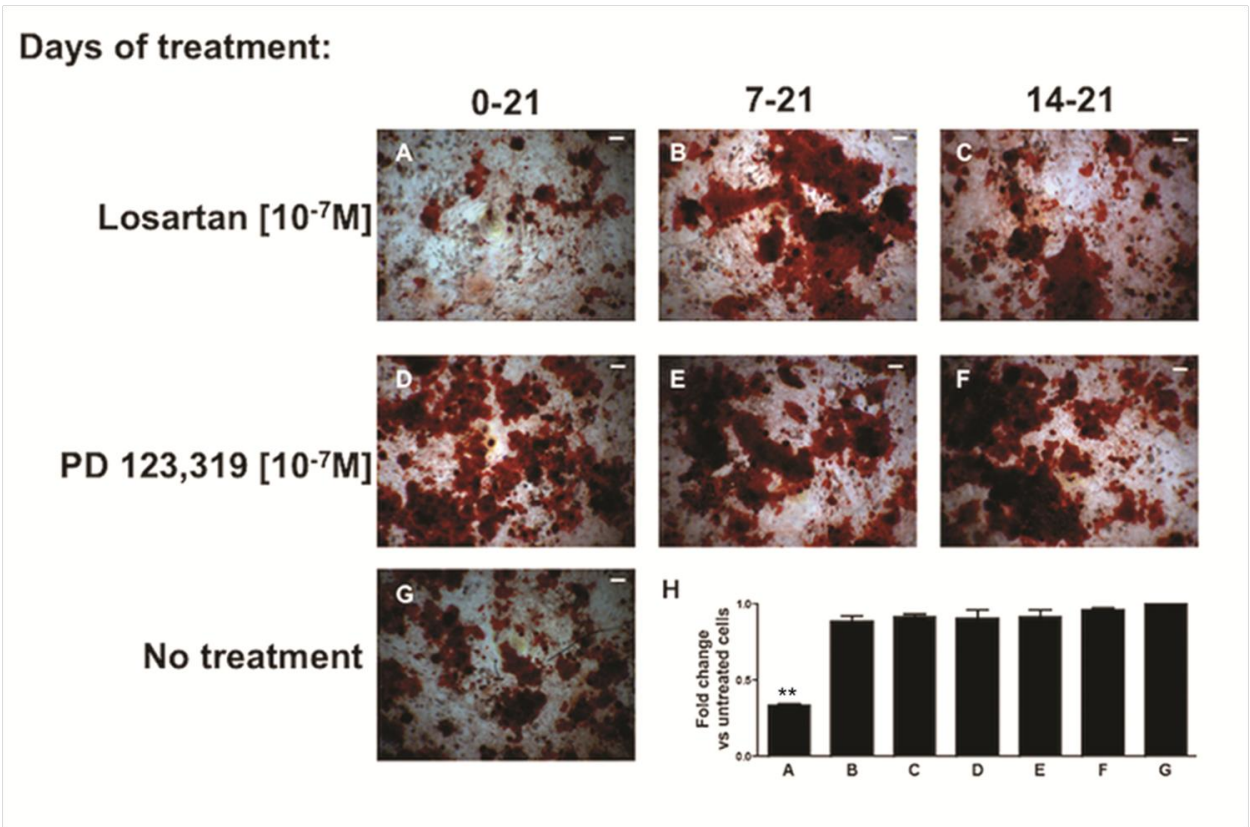 Days of treatment:
0-21 7-21 14-21
Losartan [10⁻⁷M]
A B C
PD 123,319 [10⁻⁷M]
D E F
No treatment
G
H
Fold change
vs untreated cells
1.0
0.5
0.0
**
A B C D E F G